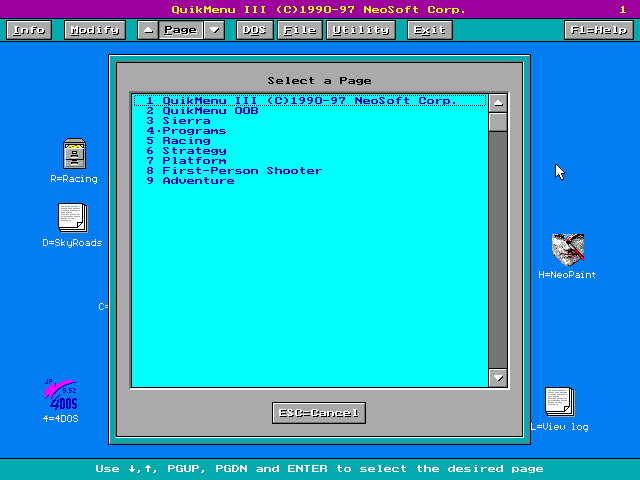 QuikMenu III (C)1990-97 NeoSoft Corp. 1
Info Modify Page DOS File Utility Exit F1=Help
Select a Page
1 QuikMenu III (C)1990-97 NeoSoft Corp.
2 QuikMenu OOB
3 Sierra
4·Programs
5 Racing
6 Strategy
7 Platform
8 First-Person Shooter
9 Adventure
R=Racing
D=SkyRoads
H=NeoPaint
C=
JP
5.52
4DOS
4=4DOS
L=View log
ESC=Cancel
Use ↓,↑, PGUP, PGDN and ENTER to select the desired page